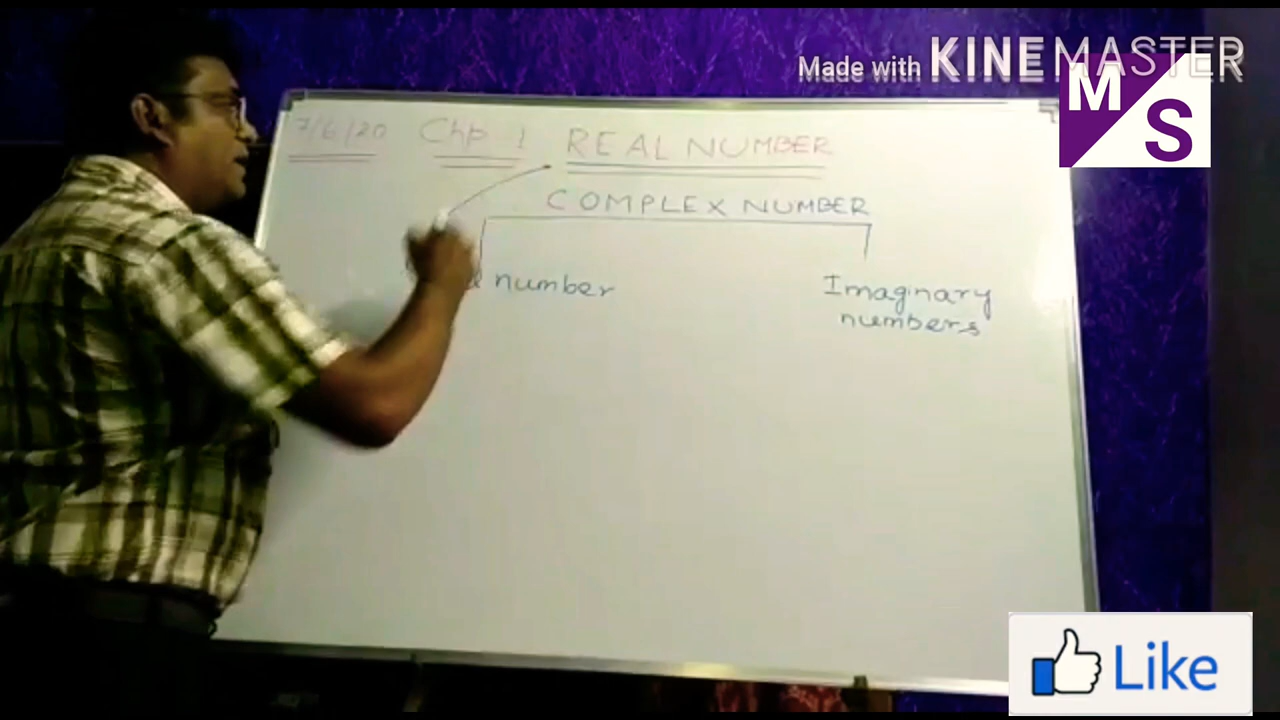 Made with KINEMASTER
M
S
7/6/20 Chp 1 REAL NUMBER
COMPLEX NUMBER
number
Imaginary
numbers
Like